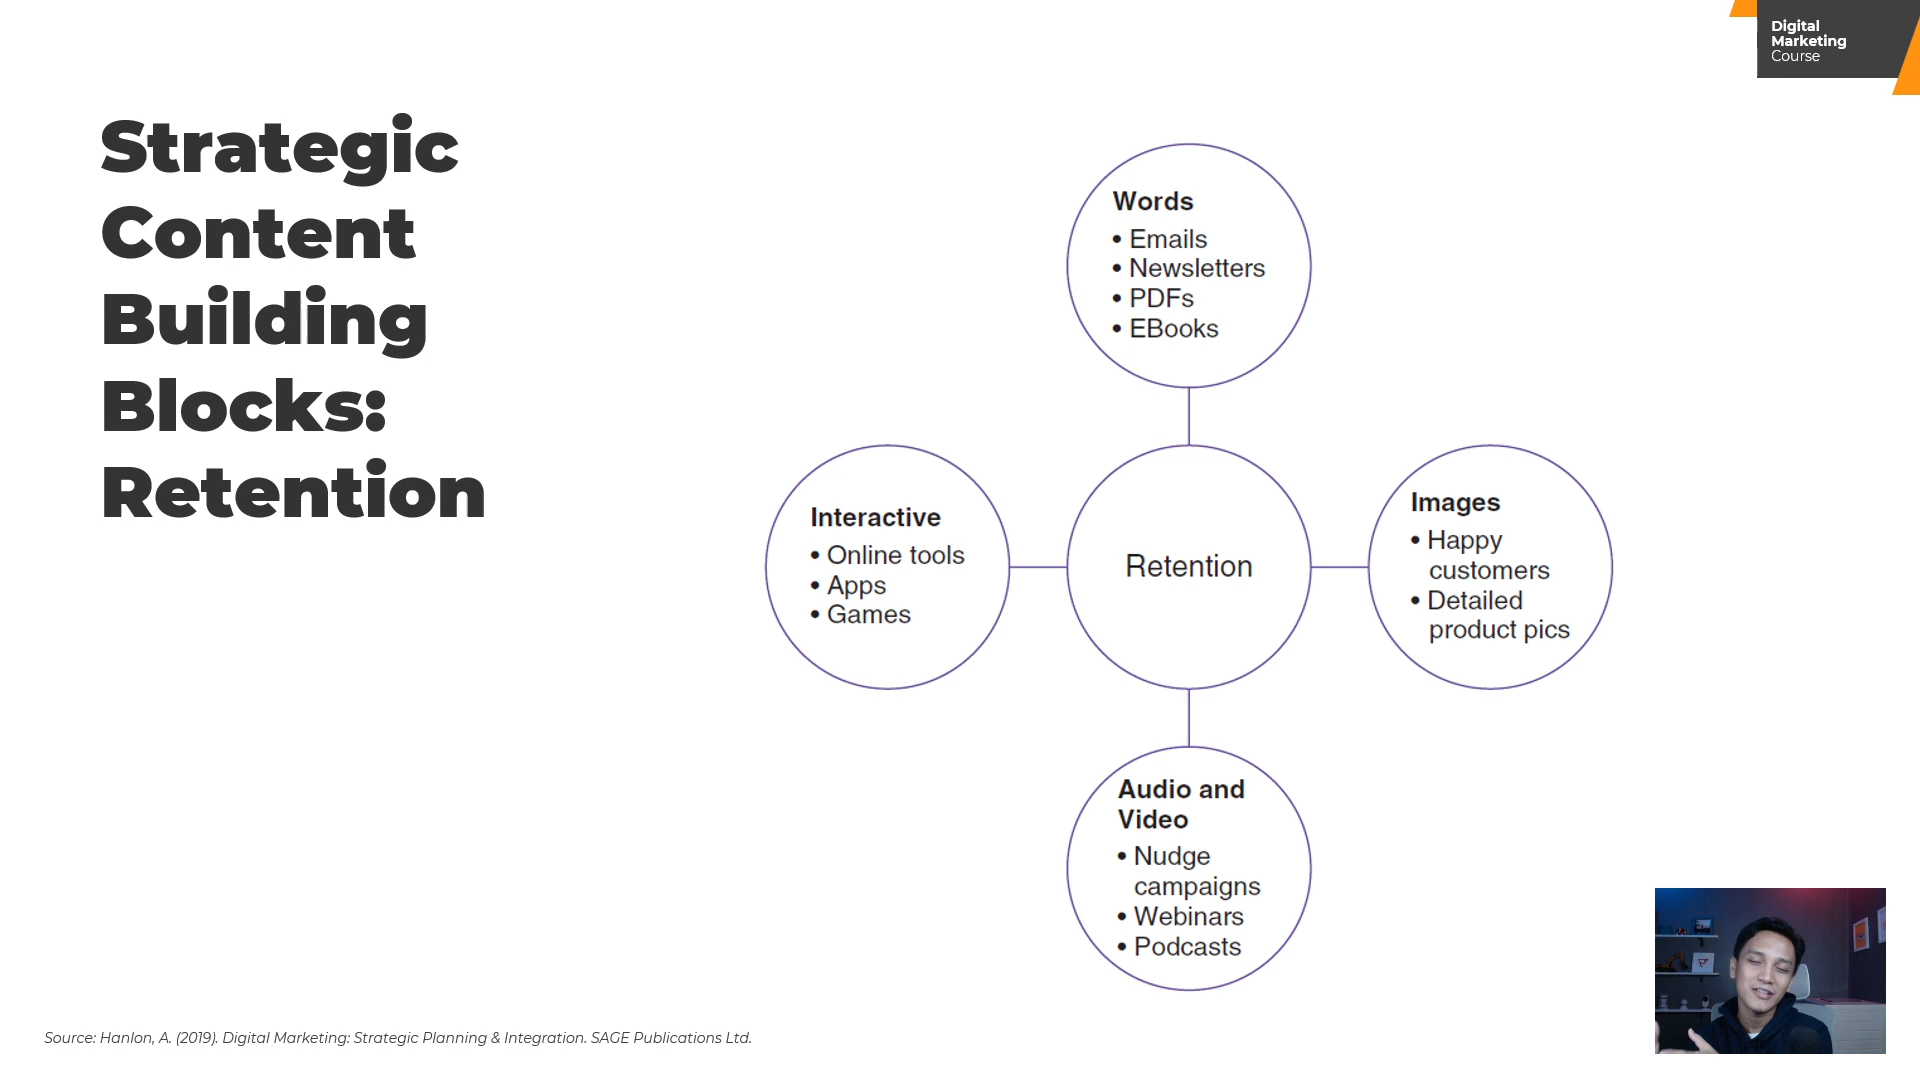 Digital
Marketing
Course
Strategic
Content
Building
Blocks:
Retention
Words
• Emails
• Newsletters
• PDFs
• EBooks
Interactive
• Online tools
• Apps
• Games
Retention
Images
• Happy
customers
• Detailed
product pics
Audio and
Video
• Nudge
campaigns
• Webinars
• Podcasts
Source: Hanlon, A. (2019). Digital Marketing: Strategic Planning & Integration. SAGE Publications Ltd.